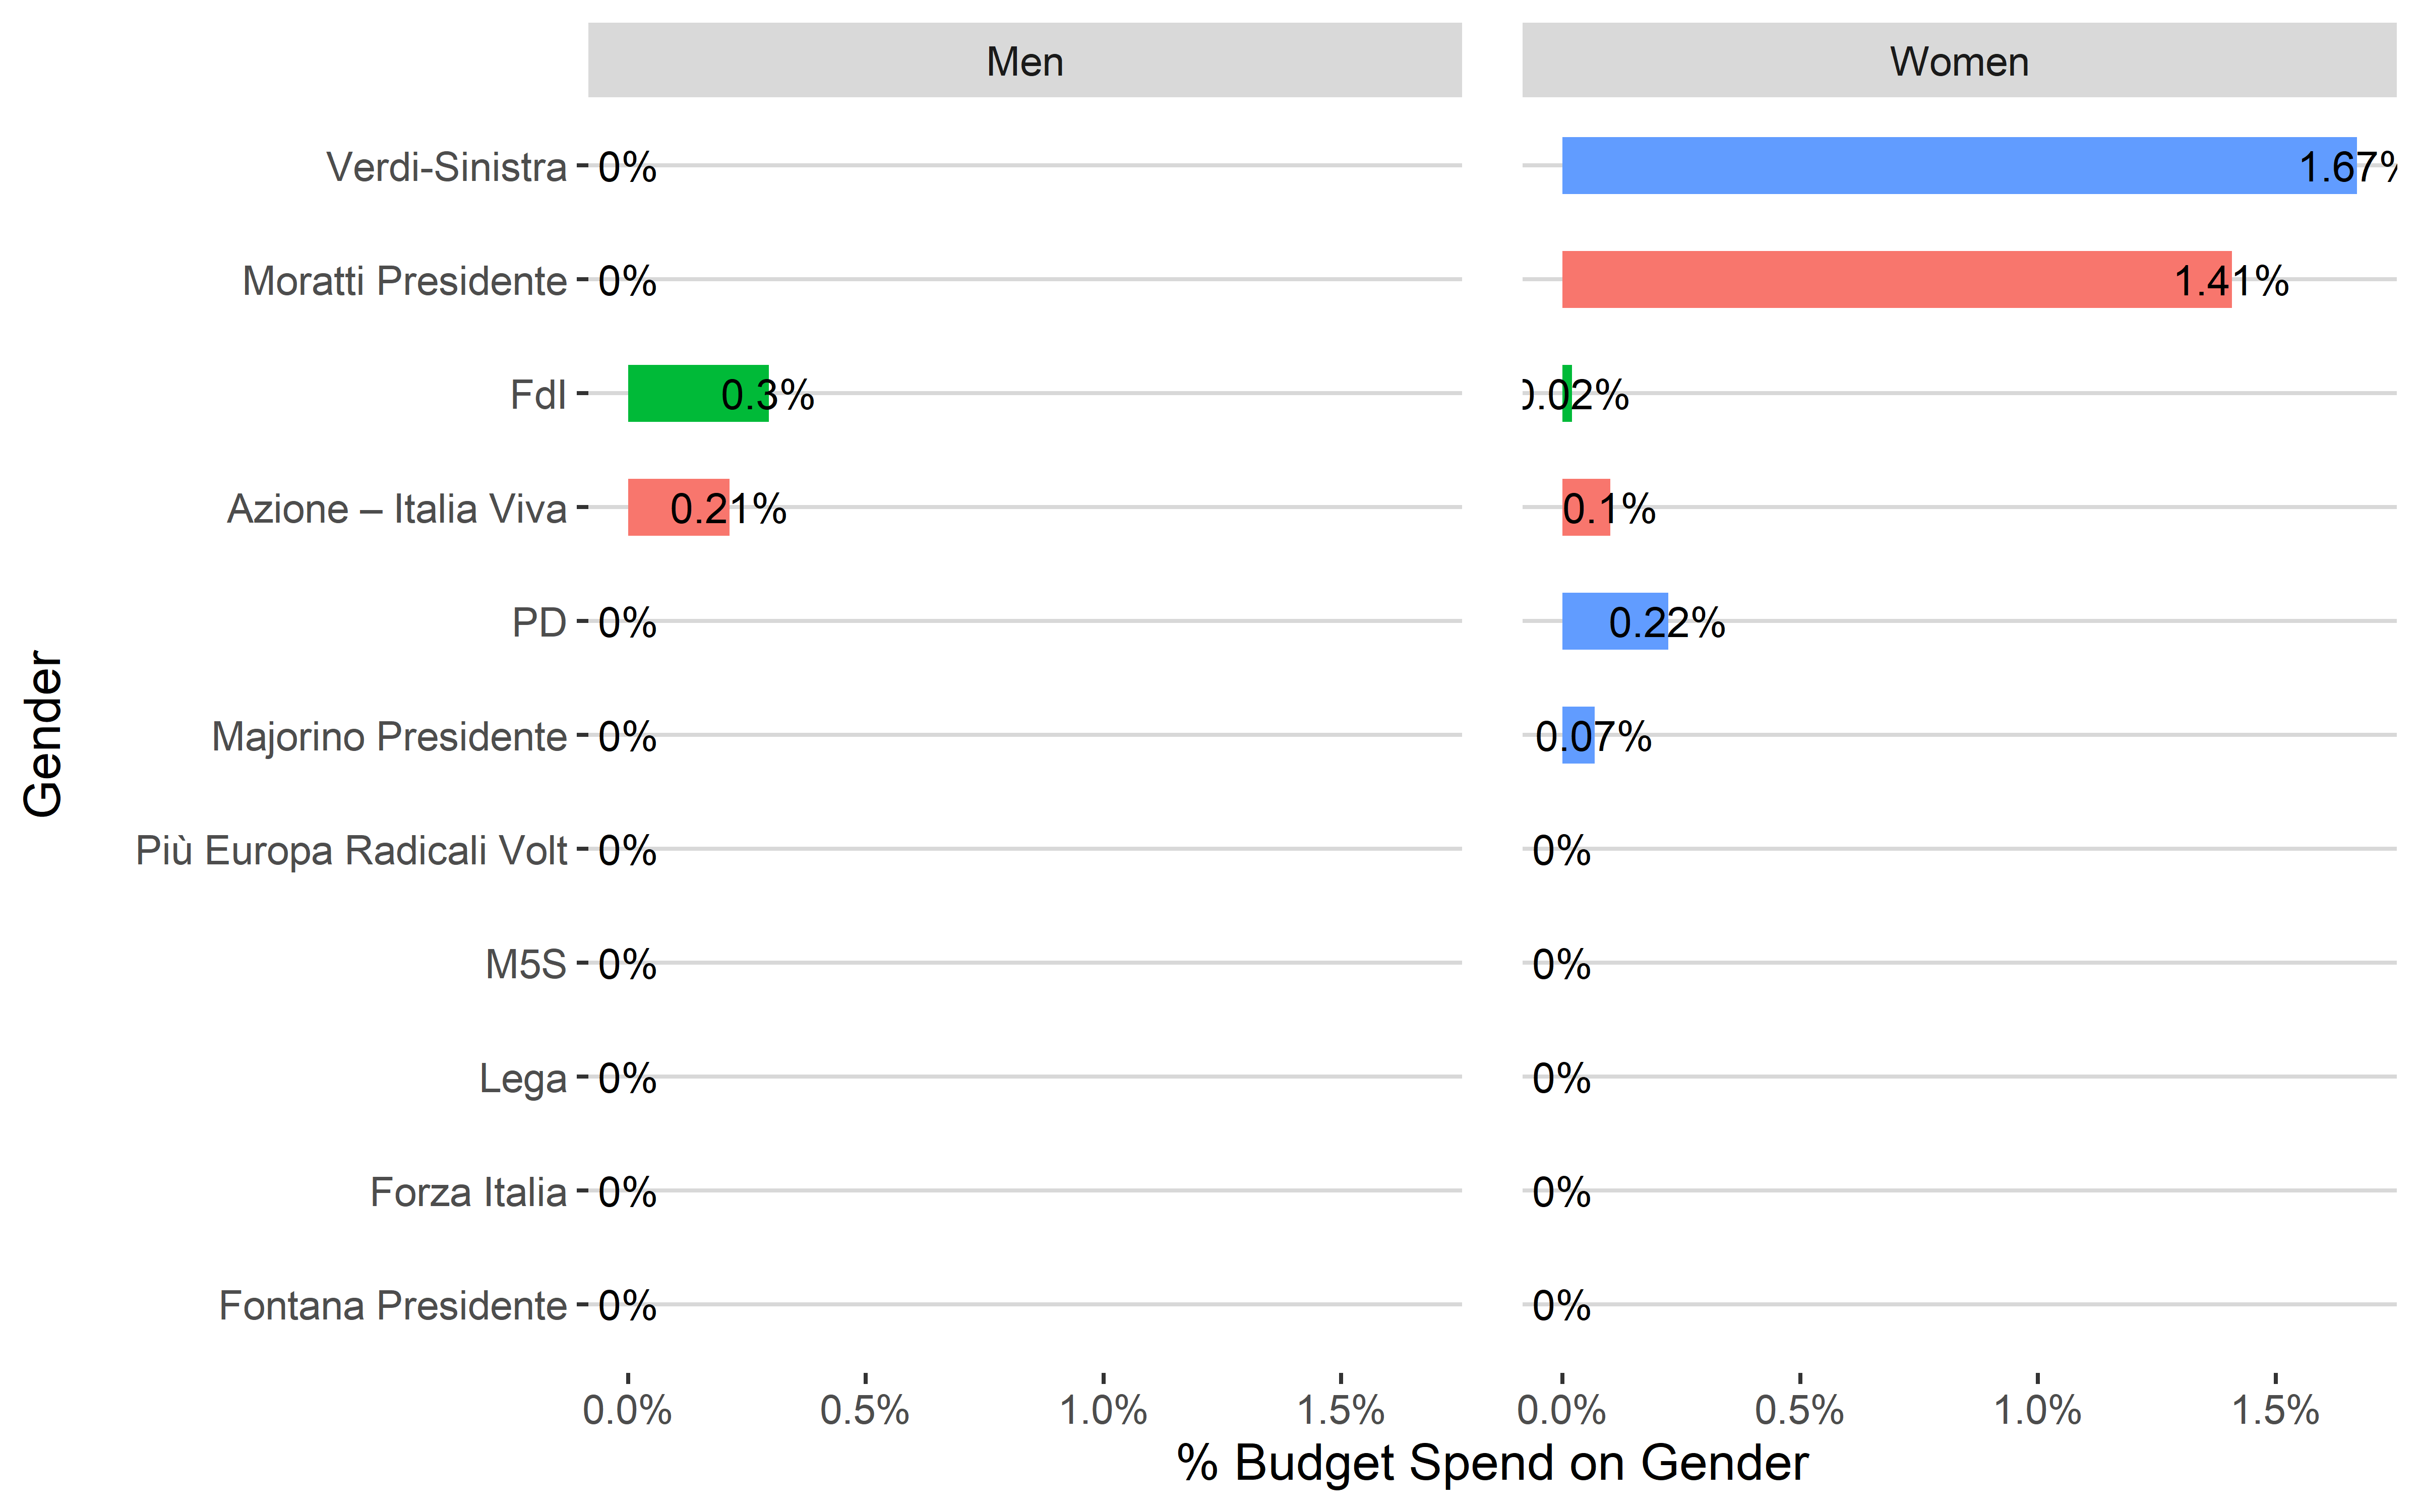 Men Women
Verdi-Sinistra 0% 1.67%
Moratti Presidente 0% 1.41%
FdI 0.3% 0.02%
Azione – Italia Viva 0.21% 0.1%
PD 0% 0.22%
Majorino Presidente 0% 0.07%
Più Europa Radicali Volt 0% 0%
M5S 0% 0%
Lega 0% 0%
Forza Italia 0% 0%
Fontana Presidente 0% 0%
0.0% 0.5% 1.0% 1.5% 0.0% 0.5% 1.0% 1.5%
% Budget Spend on Gender
Gender